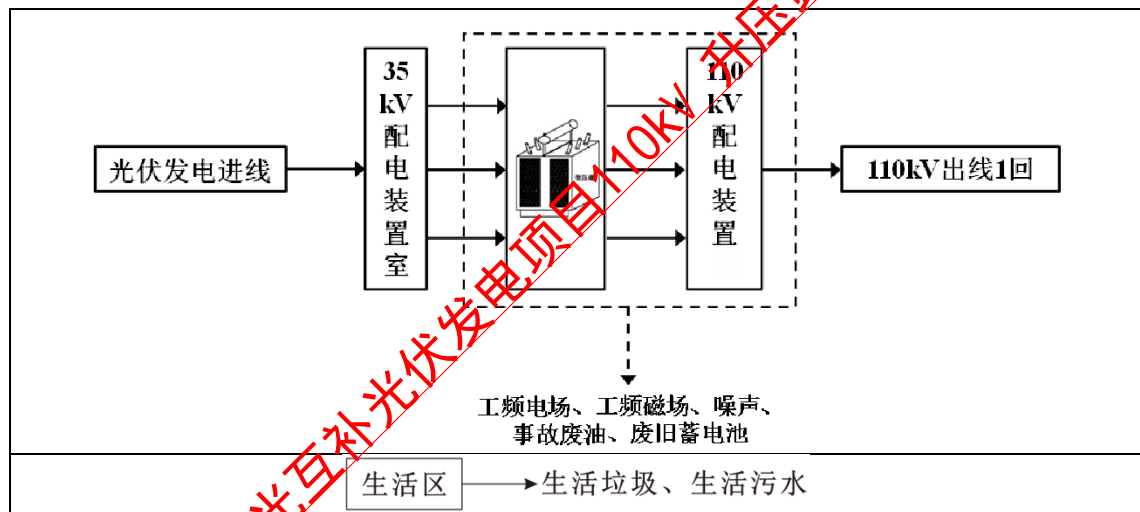 光伏发电进线
35
kV
配
电
装
置
室
变压器
110
kV
配
电
装
置
110kV出线1回
工频电场、工频磁场、噪声、
事故废油、废旧蓄电池
生活区
生活垃圾、生活污水
光互补光伏发电项目110kV 升压